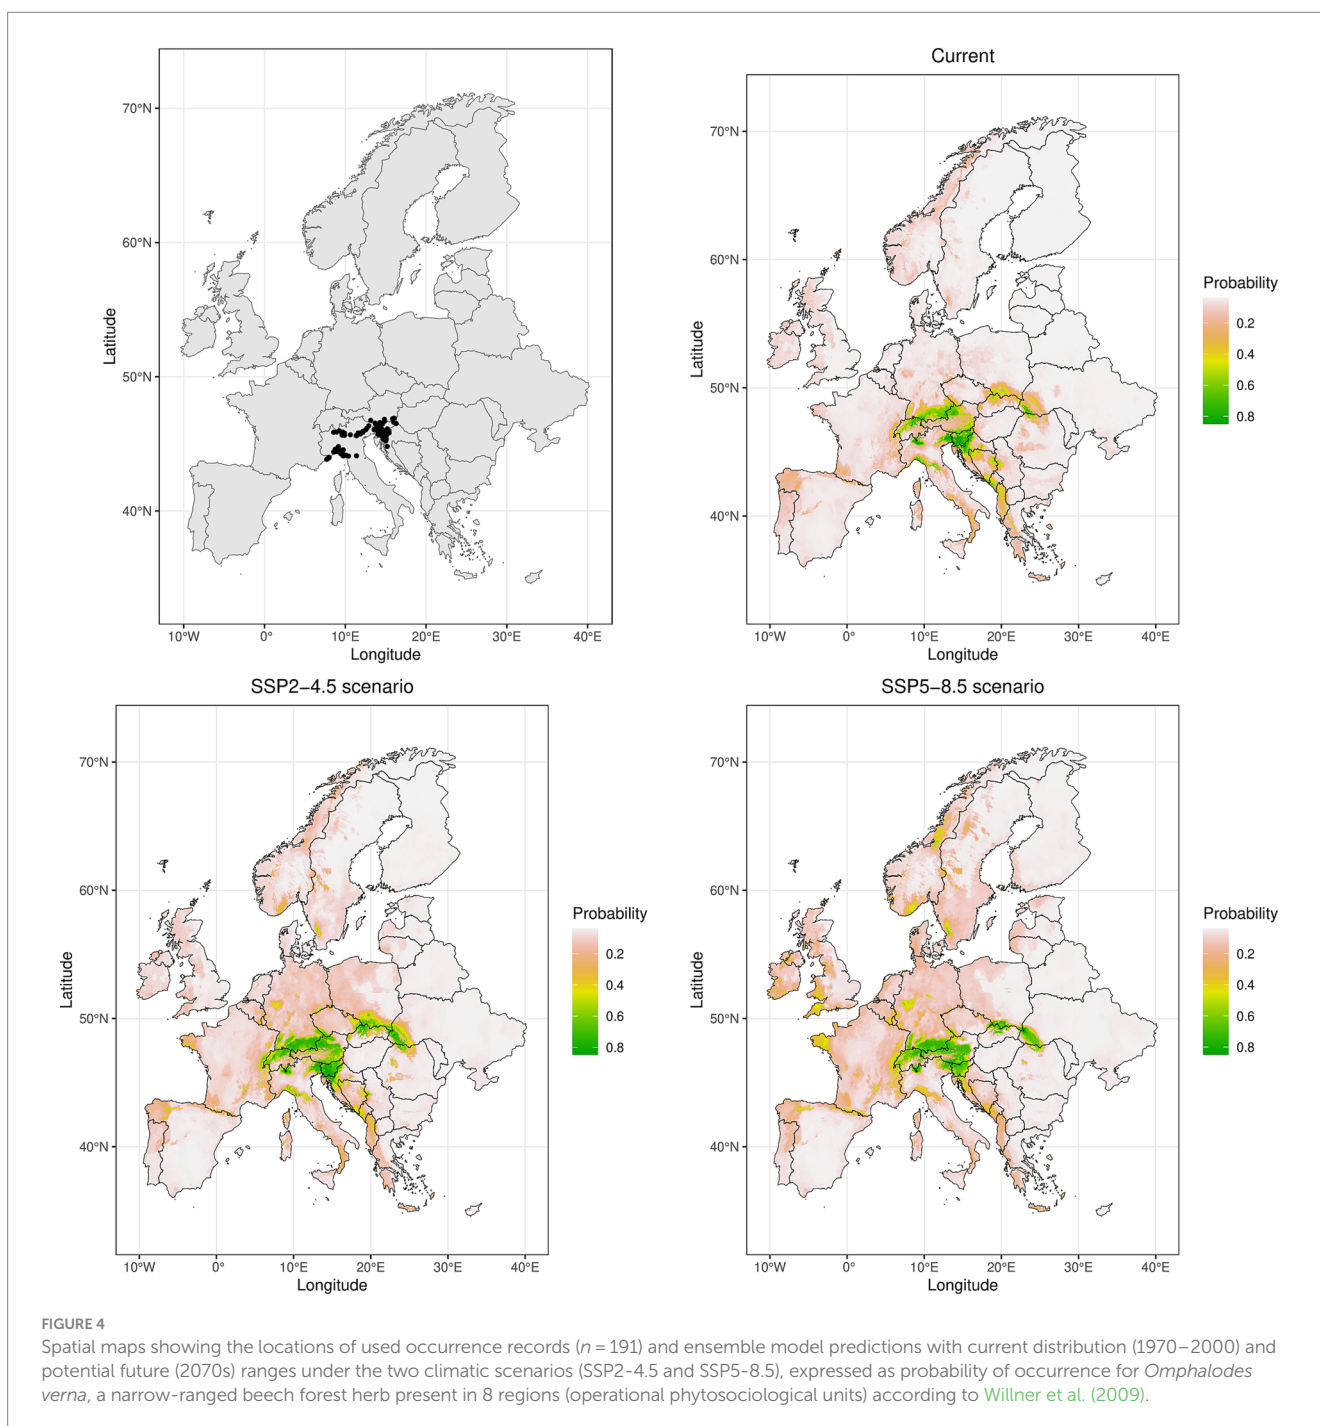 70°N
60°N
50°N
40°N
Latitude
10°W 0° 10°E 20°E 30°E 40°E
Longitude
Current
70°N
60°N
50°N
40°N
Latitude
10°W 0° 10°E 20°E 30°E 40°E
Longitude
Probability
0.2
0.4
0.6
0.8
SSP2−4.5 scenario
70°N
60°N
50°N
40°N
Latitude
10°W 0° 10°E 20°E 30°E 40°E
Longitude
Probability
0.2
0.4
0.6
0.8
SSP5−8.5 scenario
70°N
60°N
50°N
40°N
Latitude
10°W 0° 10°E 20°E 30°E 40°E
Longitude
Probability
0.2
0.4
0.6
0.8
FIGURE 4
Spatial maps showing the locations of used occurrence records (n = 191) and ensemble model predictions with current distribution (1970–2000) and
potential future (2070s) ranges under the two climatic scenarios (SSP2-4.5 and SSP5-8.5), expressed as probability of occurrence for Omphalodes
verna, a narrow-ranged beech forest herb present in 8 regions (operational phytosociological units) according to Willner et al. (2009).